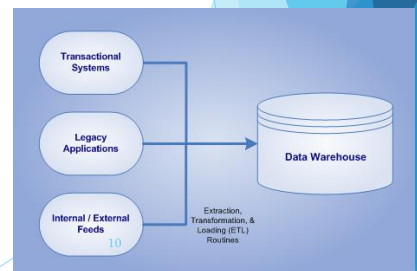 Transactional
Systems
Legacy
Applications
Data Warehouse
Internal / External
Feeds
10
Extraction,
Transformation, &
Loading (ETL)
Routines